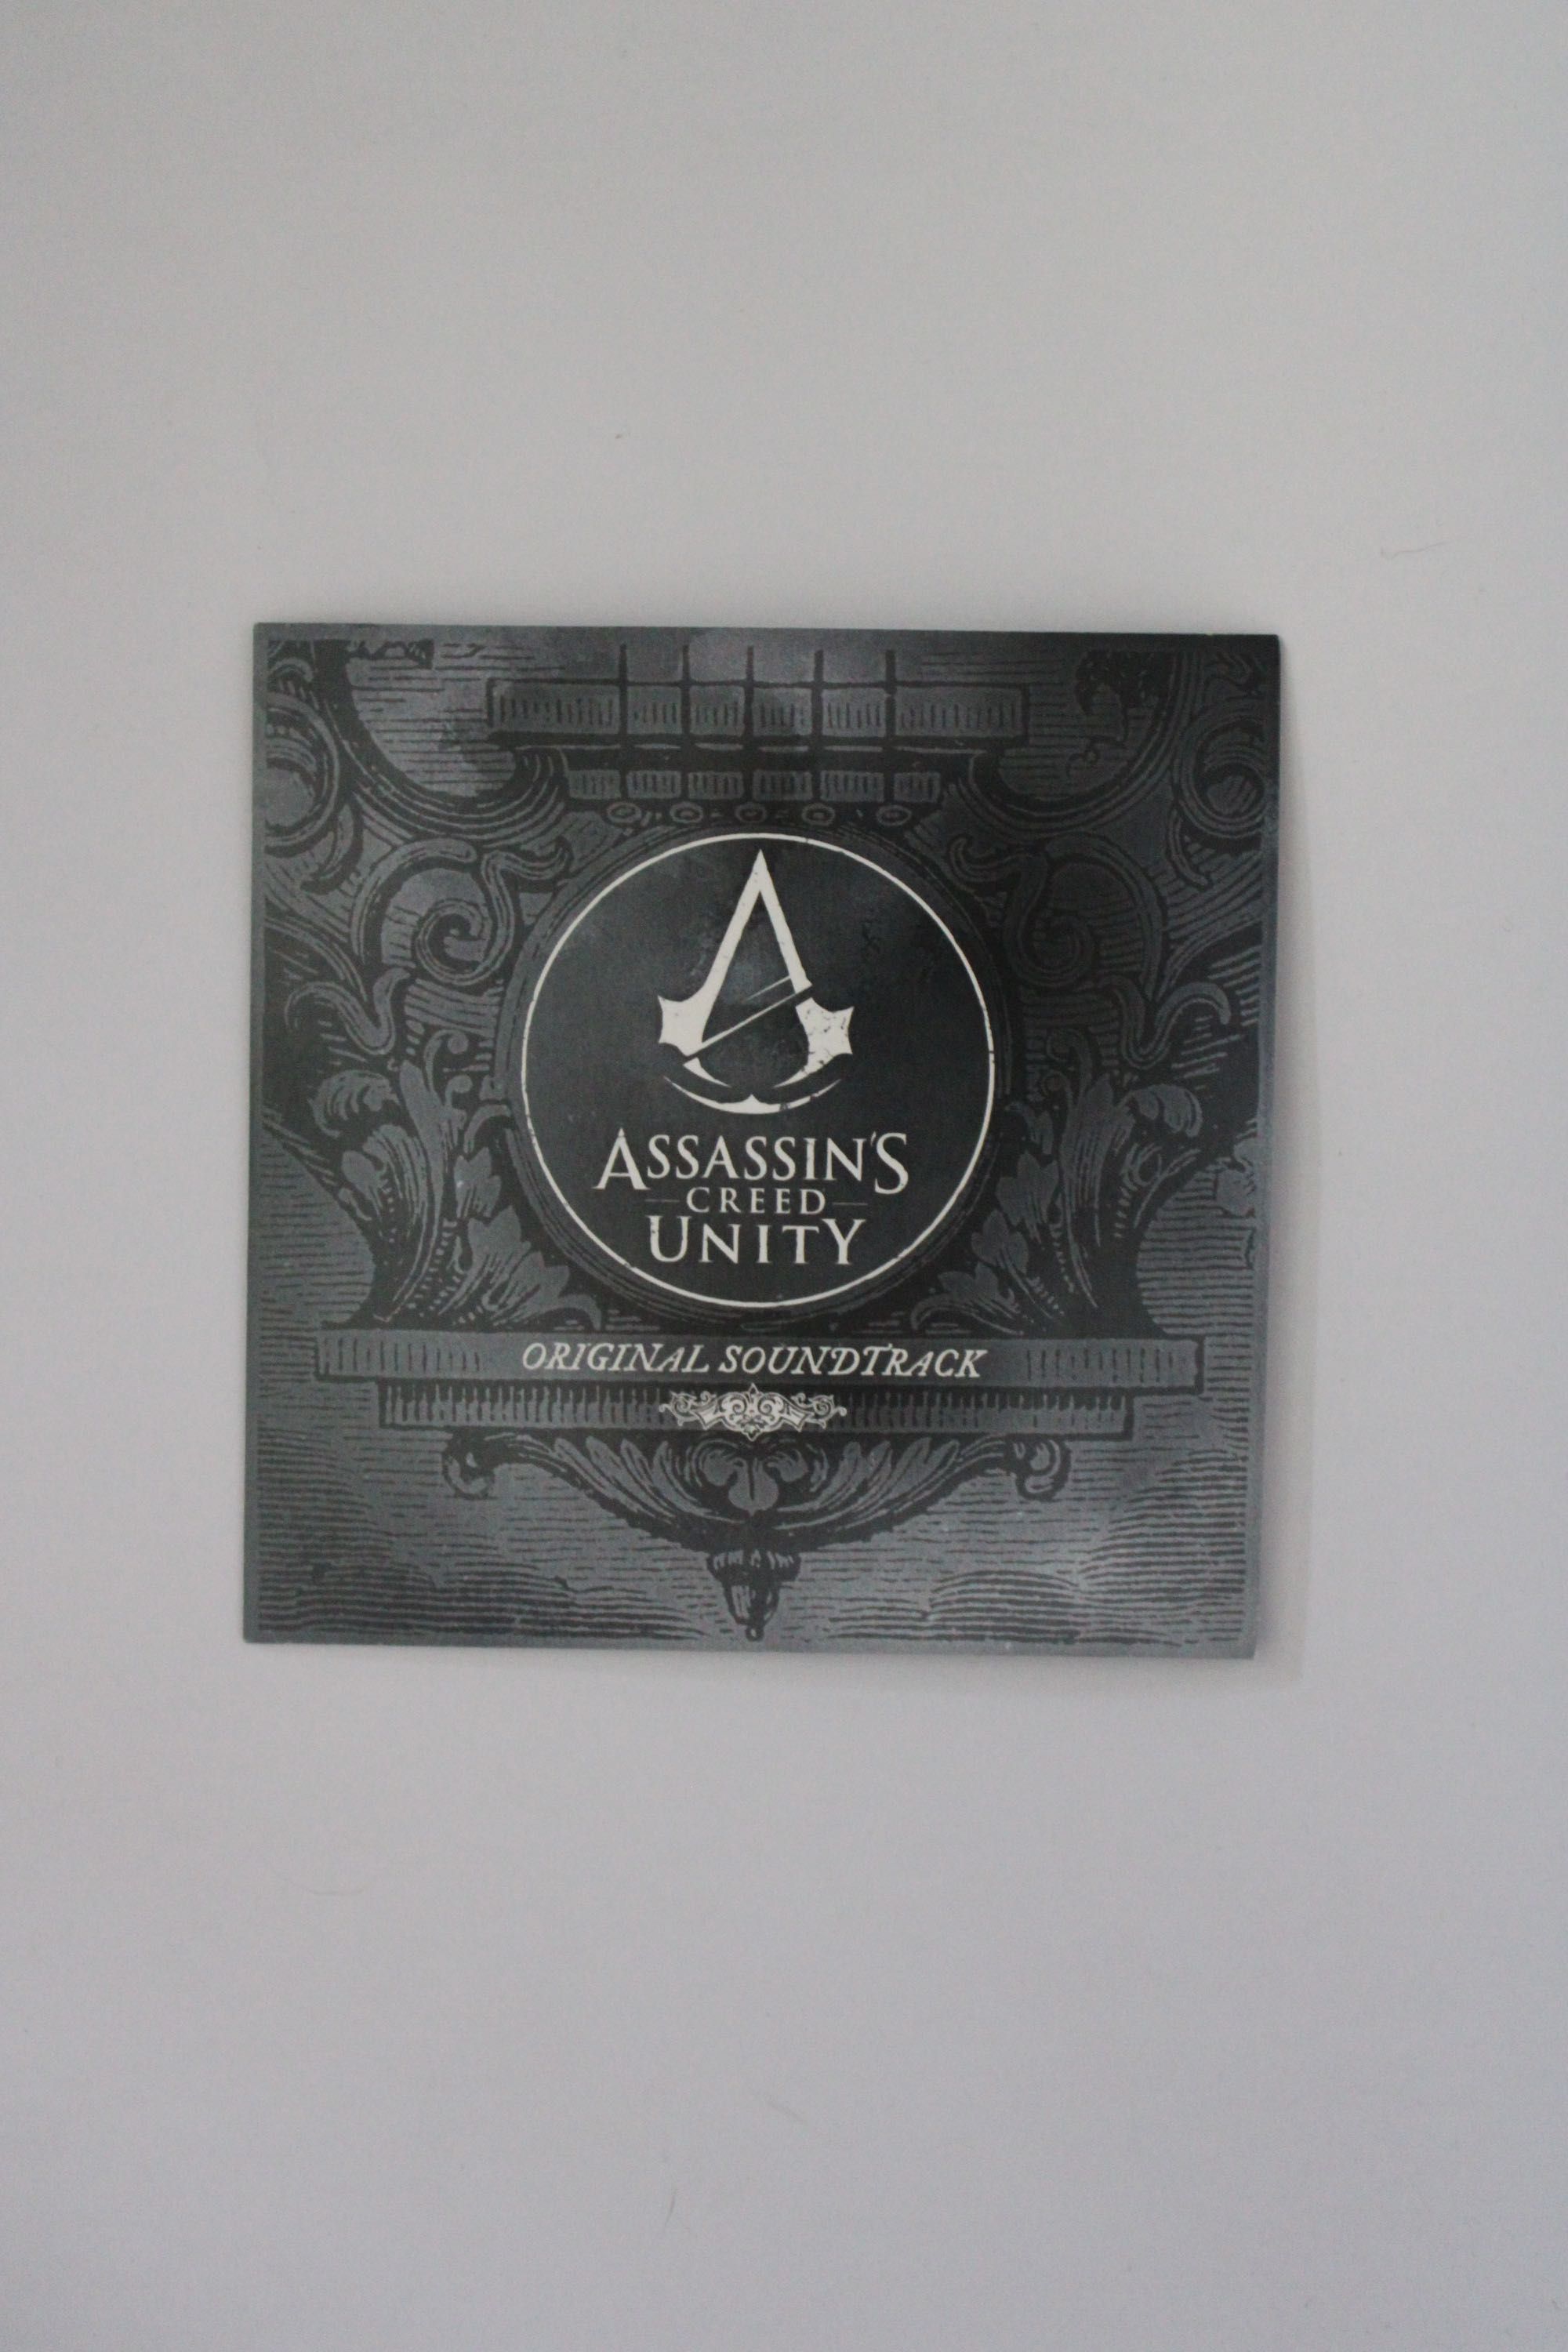 ASSASSIN'S
CREED
UNITY
ORIGINAL SOUNDTRACK